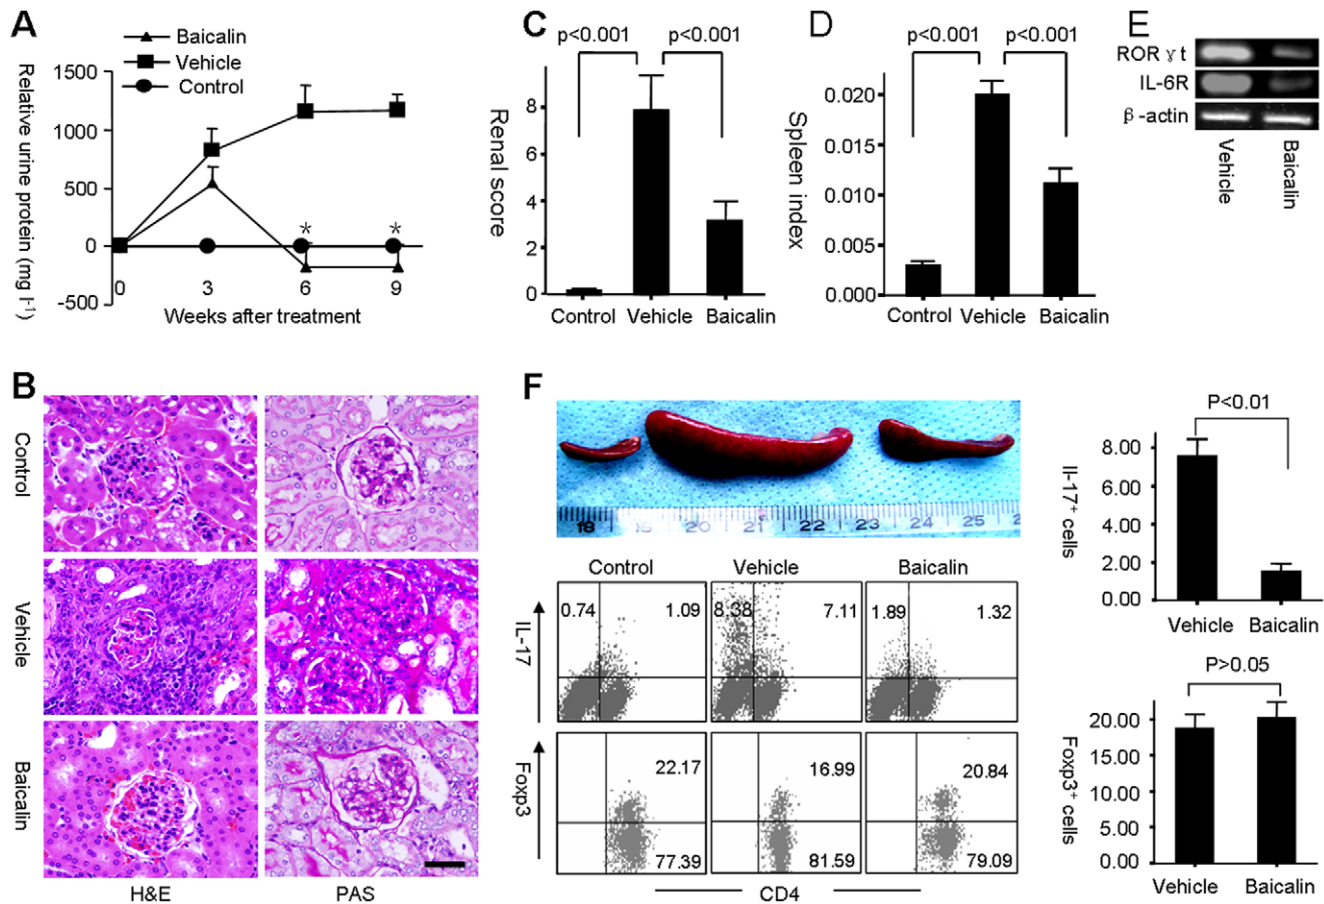 A
Baicalin
Vehicle
Control
Relative urine protein (mg l-1)
1500
1000
500
0
-500
* *
0 3 6 9
Weeks after treatment
C
p<0.001 p<0.001
Renal score
8
6
4
2
0
Control Vehicle Baicalin
D
p<0.001 p<0.001
Spleen index
0.020
0.015
0.010
0.005
0.000
Control Vehicle Baicalin
E
ROR γ t
IL-6R
β-actin
Vehicle
Baicalin
B
Control
Vehicle
Baicalin
H&E PAS
F
18 19 20 21 22 23 24 25
Control Vehicle Baicalin
IL-17
0.74 1.09
8.38 7.11
1.89 1.32
Foxp3
22.17 16.99 20.84
77.39 81.59 79.09
CD4
P<0.01
Il-17+ cells
8.00
6.00
4.00
2.00
0.00
Vehicle Baicalin
P>0.05
Foxp3+ cells
20.00
15.00
10.00
5.00
0.00
Vehicle Baicalin